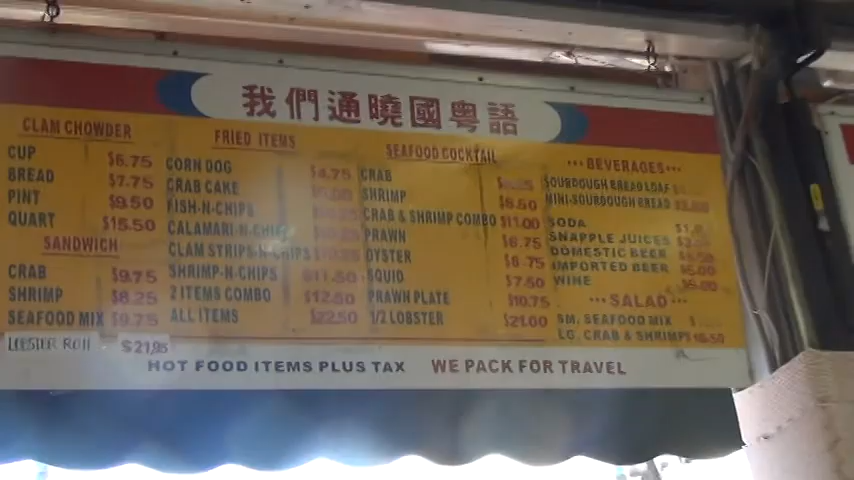 我們通曉國粵語
CLAM CHOWDER
CUP $6.75
BREAD $7.75
PINT $9.50
QUART $15.50
SANDWICH
CRAB $9.75
SHRIMP $8.25
SEAFOOD MIX $9.75
LOBSTER ROLL $21.95
FRIED ITEMS
CORN DOG $4.75
CRAB CAKE
FISH-N-CHIPS
CALAMARI-N-CHIPS
CLAM STRIPS-N-CHIPS
SHRIMP-N-CHIPS $11.50
2 ITEMS COMBO $12.50
ALL ITEMS $22.50
SEAFOOD COCKTAIL
CRAB
SHRIMP $8.50
CRAB & SHRIMP COMBO $11.00
PRAWN $6.75
OYSTER $8.75
SQUID $7.50
PRAWN PLATE $10.75
1/2 LOBSTER $21.00
•••BEVERAGES•••
SOURDOUGH BREAD LOAF
MINI-SOURDOUGH BREAD
SODA
SNAPPLE JUICES
DOMESTIC BEER
IMPORTED BEER
WINE
•••SALAD•••
SM. SEAFOOD MIX
LG. CRAB & SHRIMP
HOT FOOD ITEMS PLUS TAX WE PACK FOR TRAVEL